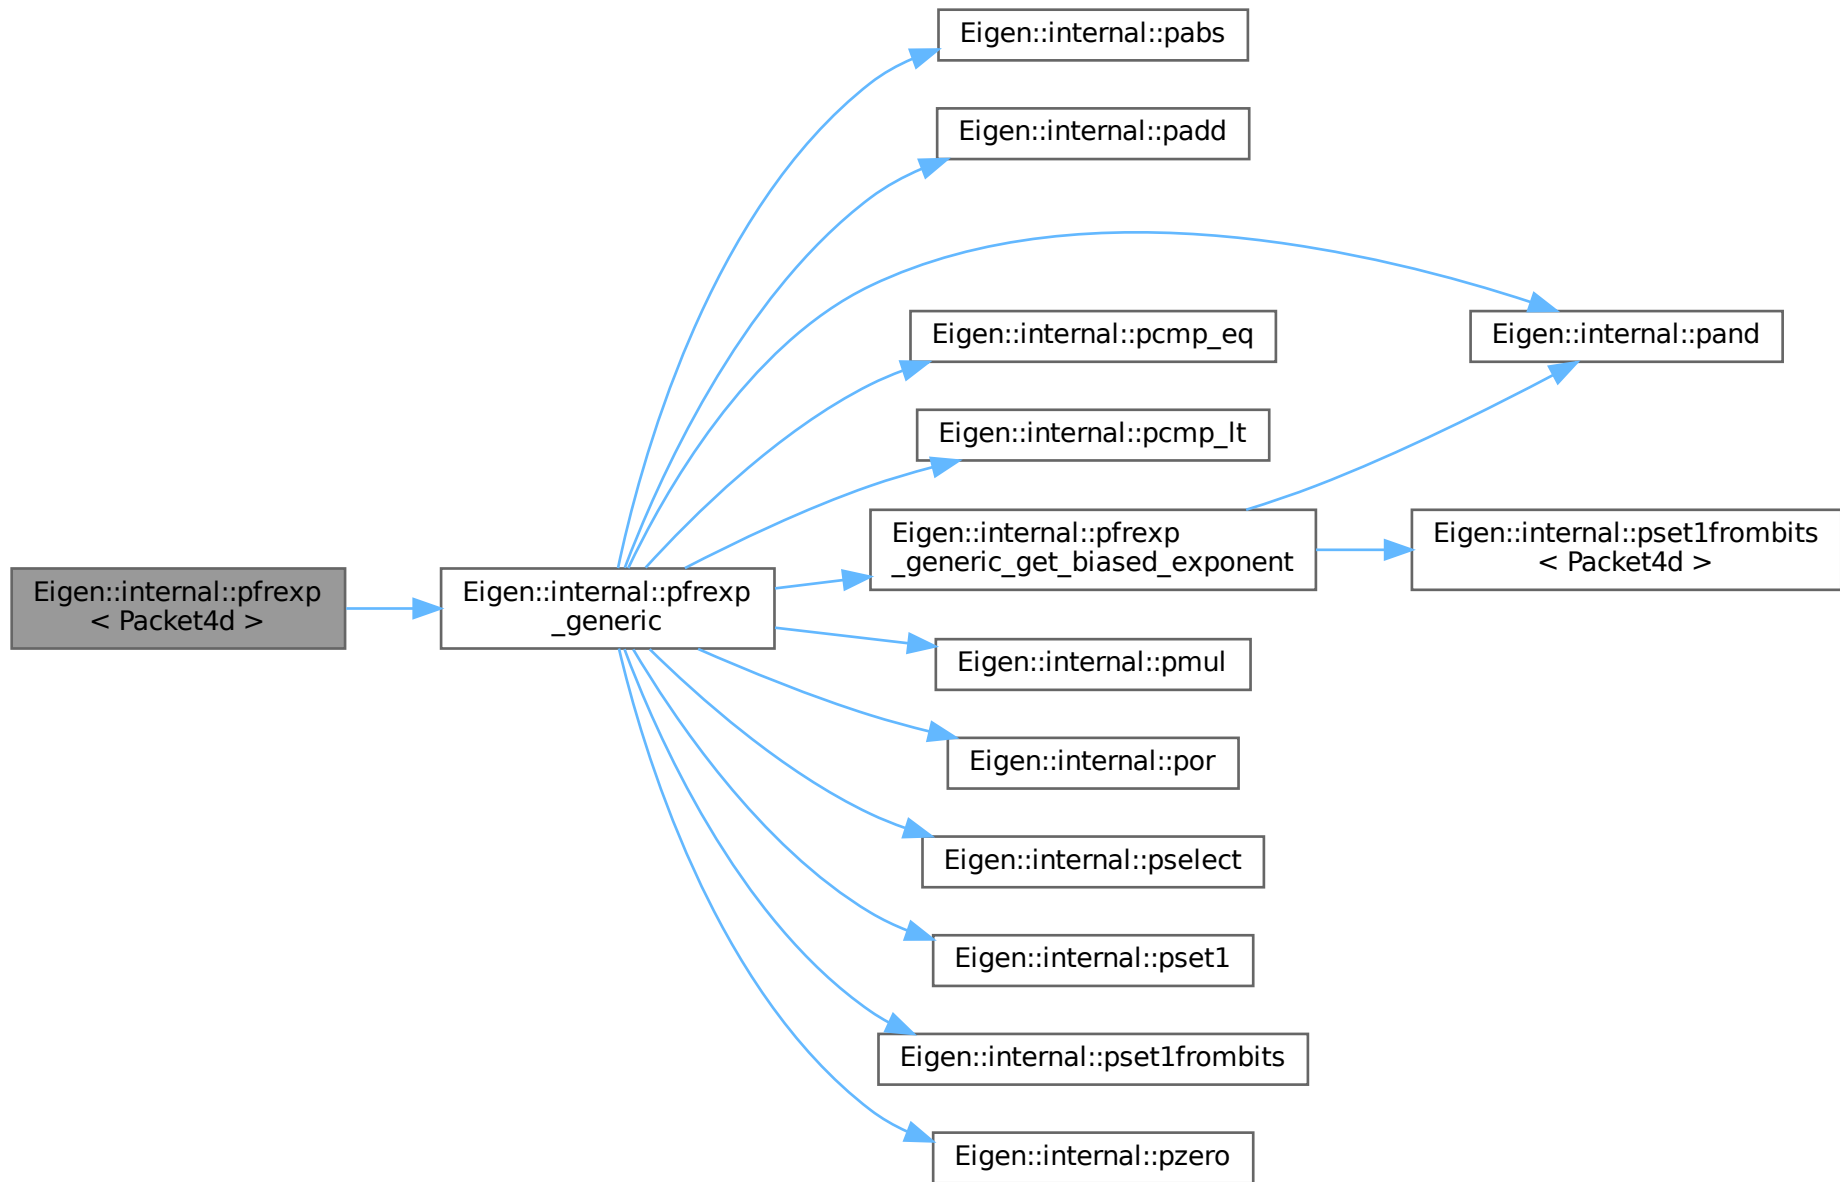 Eigen::internal::pabs
Eigen::internal::padd
Eigen::internal::pcmp_eq
Eigen::internal::pand
Eigen::internal::pcmp_lt
Eigen::internal::pfrexp
_generic_get_biased_exponent
Eigen::internal::pset1frombits
< Packet4d >
Eigen::internal::pfrexp
< Packet4d >
Eigen::internal::pfrexp
_generic
Eigen::internal::pmul
Eigen::internal::por
Eigen::internal::pselect
Eigen::internal::pset1
Eigen::internal::pset1frombits
Eigen::internal::pzero